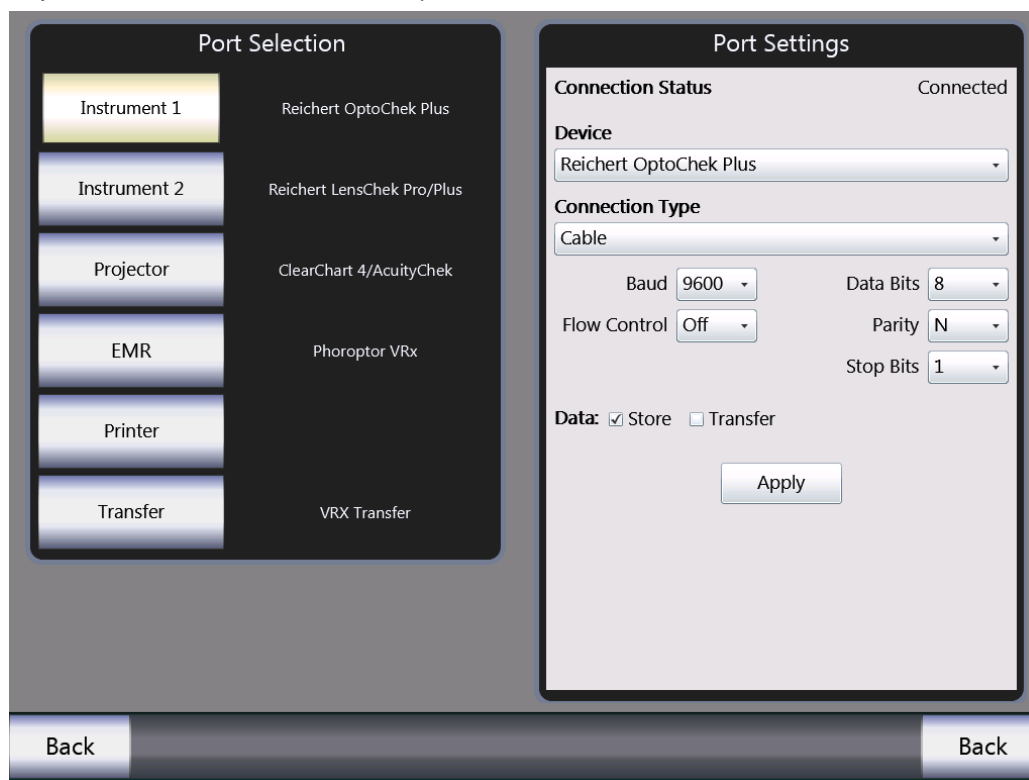 Port Selection
Instrument 1 Reichert OptoChek Plus
Instrument 2 Reichert LensChek Pro/Plus
Projector ClearChart 4/AcuityChek
EMR Phoroptor VRx
Printer
Transfer VRX Transfer
Port Settings
Connection Status Connected
Device
Reichert OptoChek Plus
Connection Type
Cable
Baud 9600 Data Bits 8
Flow Control Off Parity N
Stop Bits 1
Data: Store Transfer
Apply
Back Back